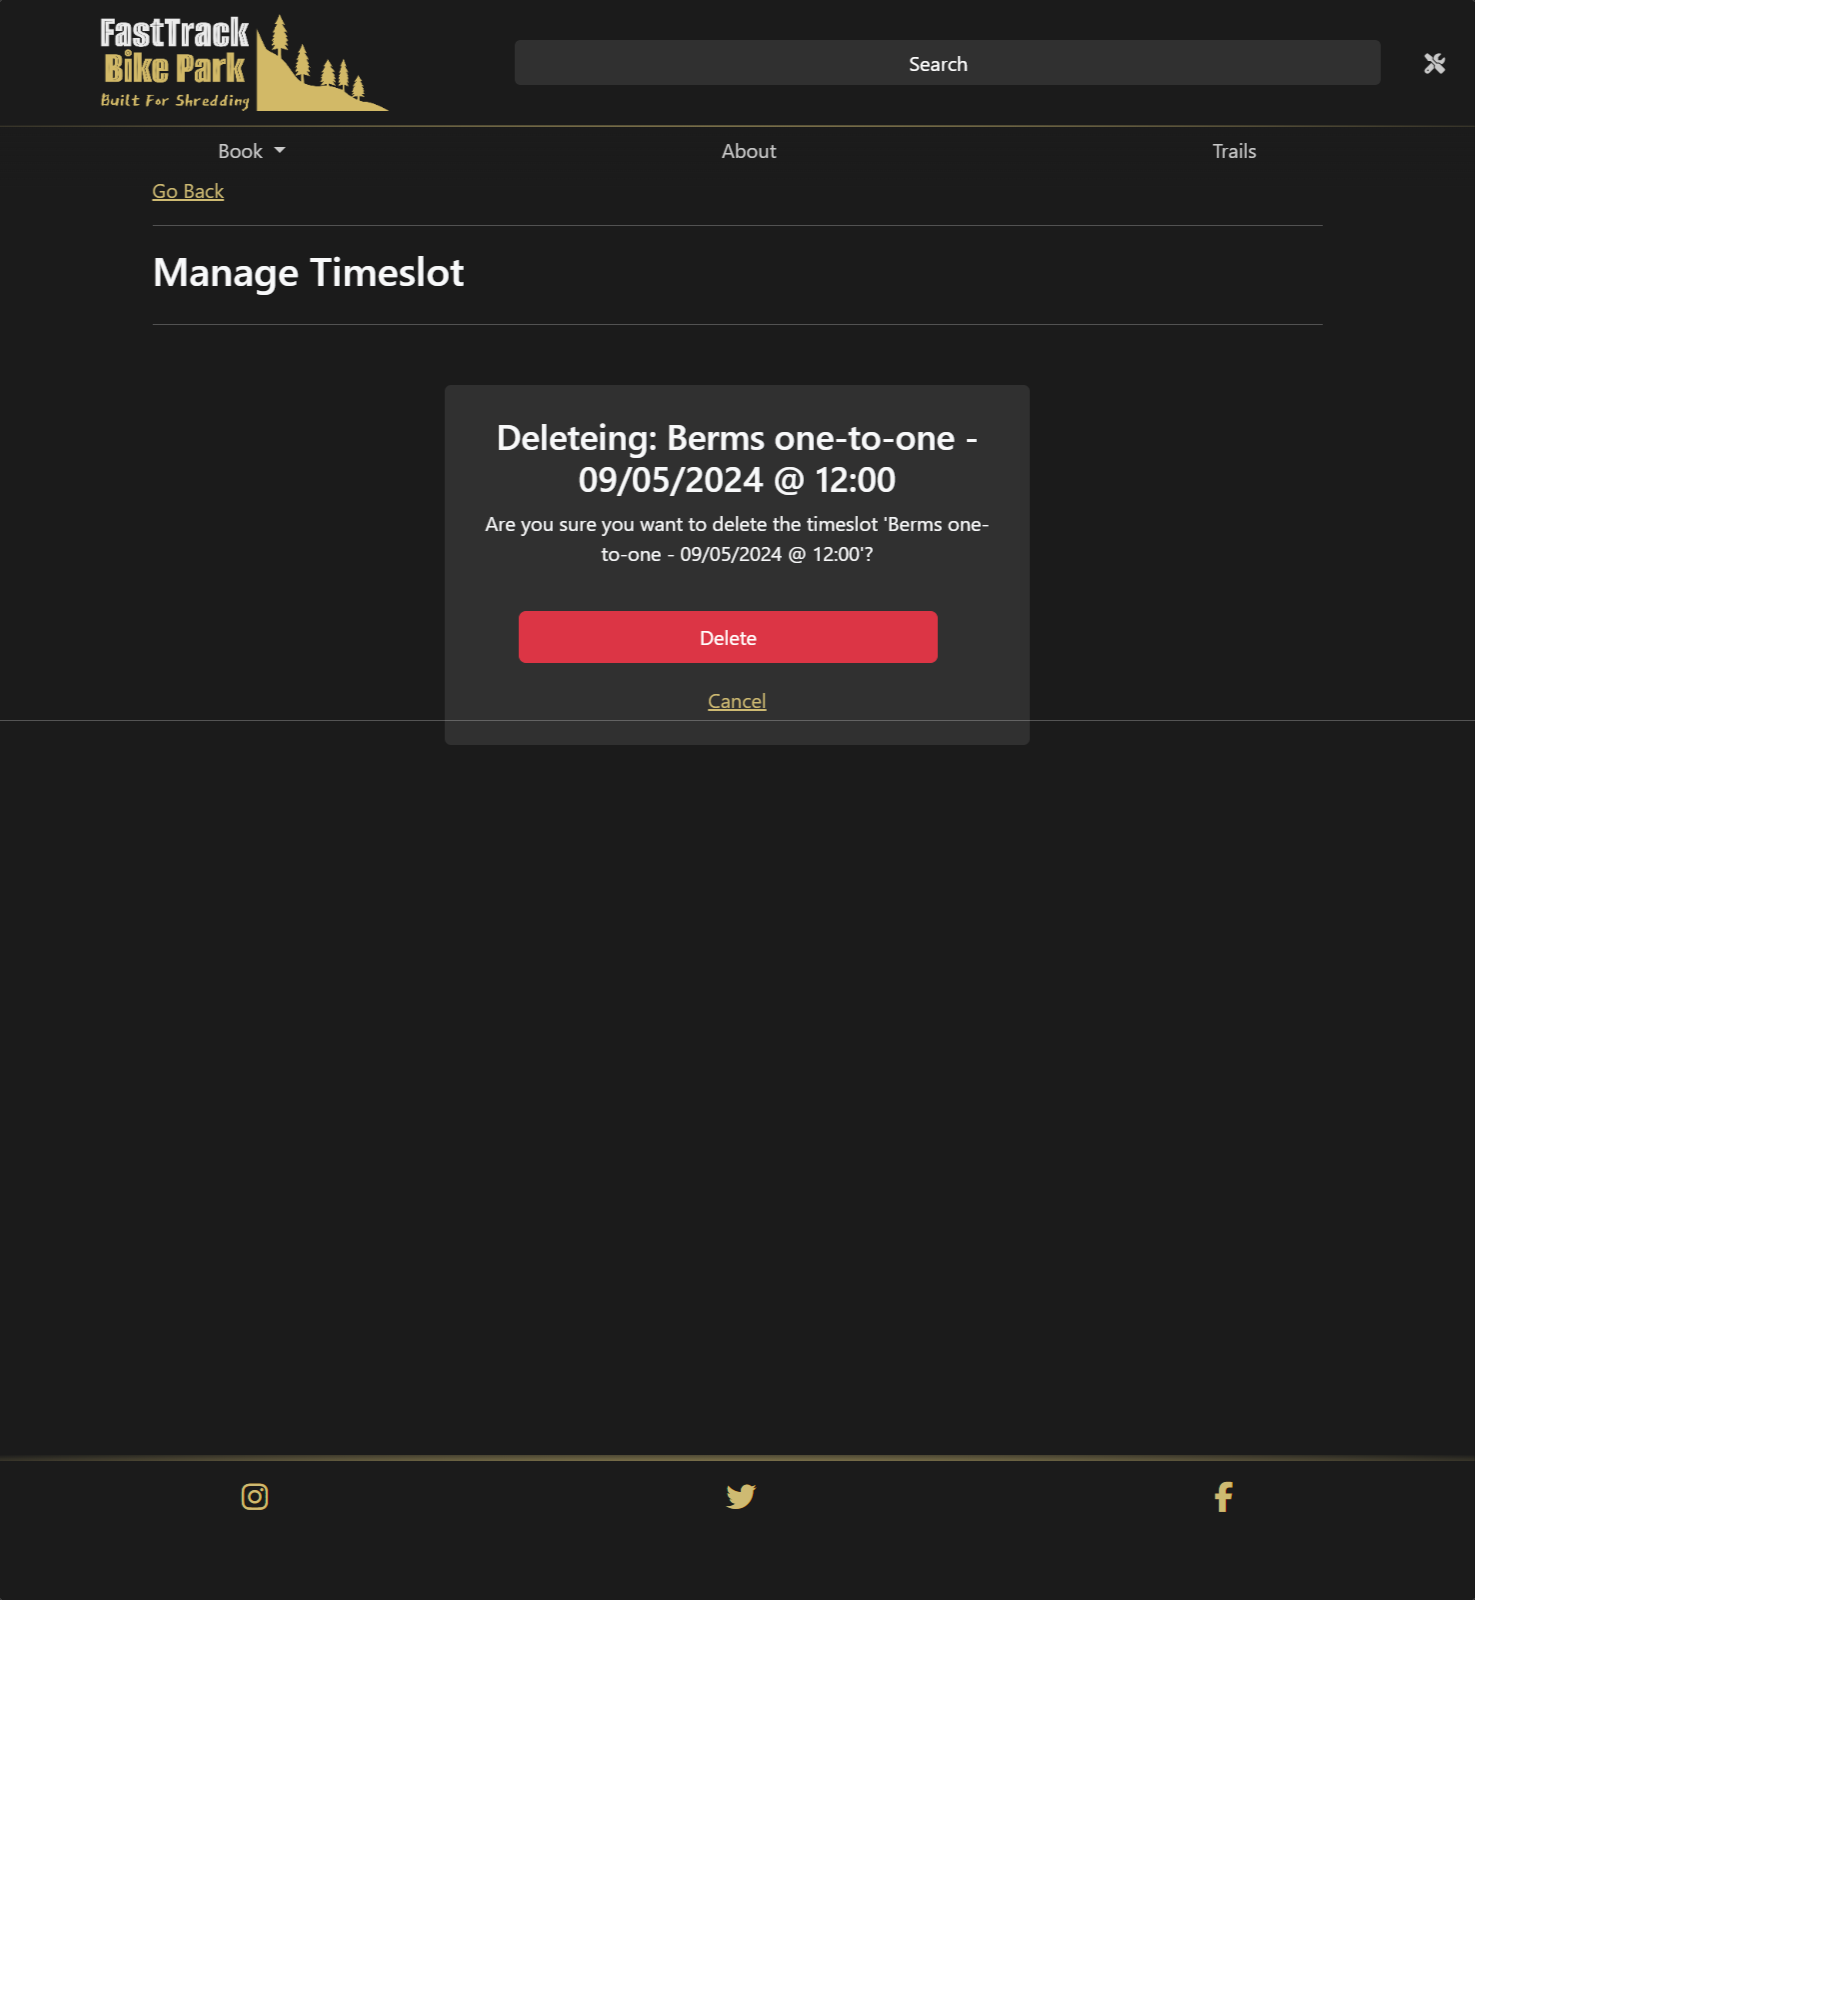 FastTrack
Bike Park
Built For Shredding
Search
Book
About
Trails
Go Back
Manage Timeslot
Deleteing: Berms one-to-one -
09/05/2024 @ 12:00
Are you sure you want to delete the timeslot 'Berms one-
to-one - 09/05/2024 @ 12:00'?
Delete
Cancel